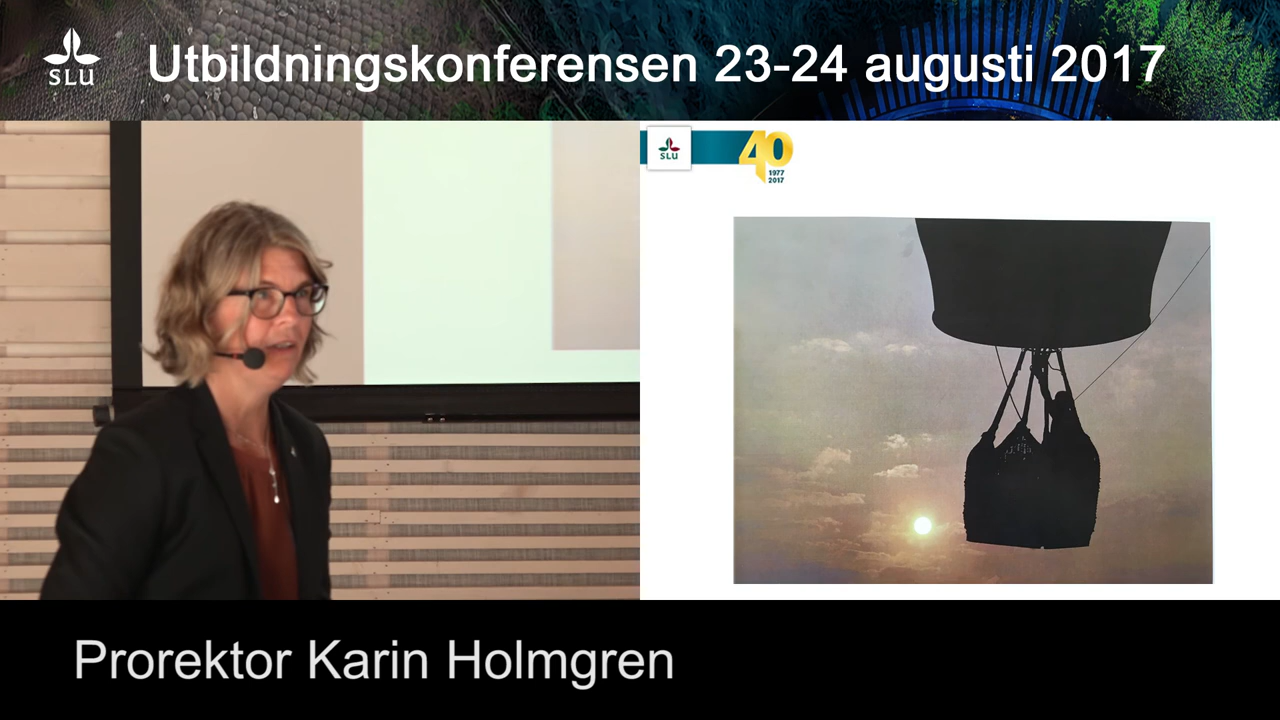 SLU
Utbildningskonferensen 23-24 augusti 2017
SLU
40
1977
2017
Prorektor Karin Holmgren